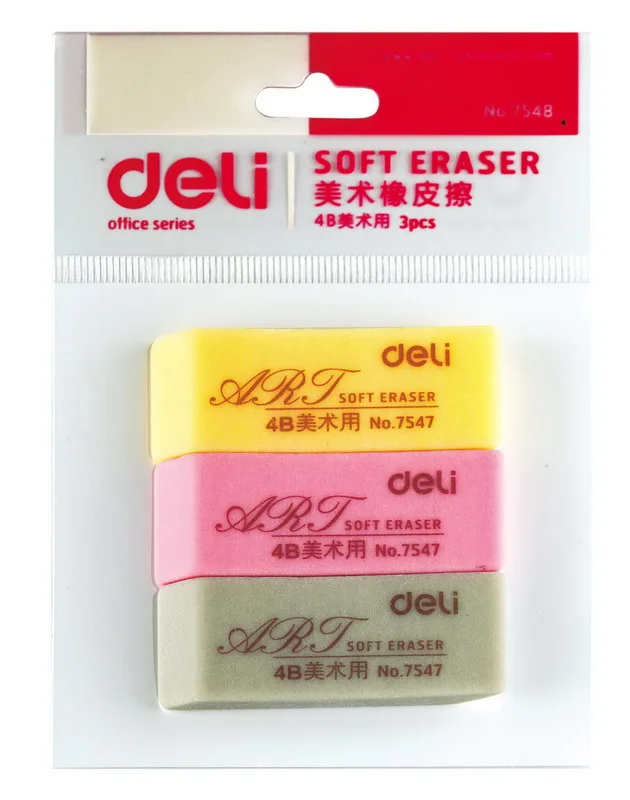 No.7548
deli
office series
SOFT ERASER
美术橡皮擦
4B美术用 3pcs
deli
ART SOFT ERASER
4B美术用 No.7547
deli
ART SOFT ERASER
4B美术用 No.7547
deli
ART SOFT ERASER
4B美术用 No.7547